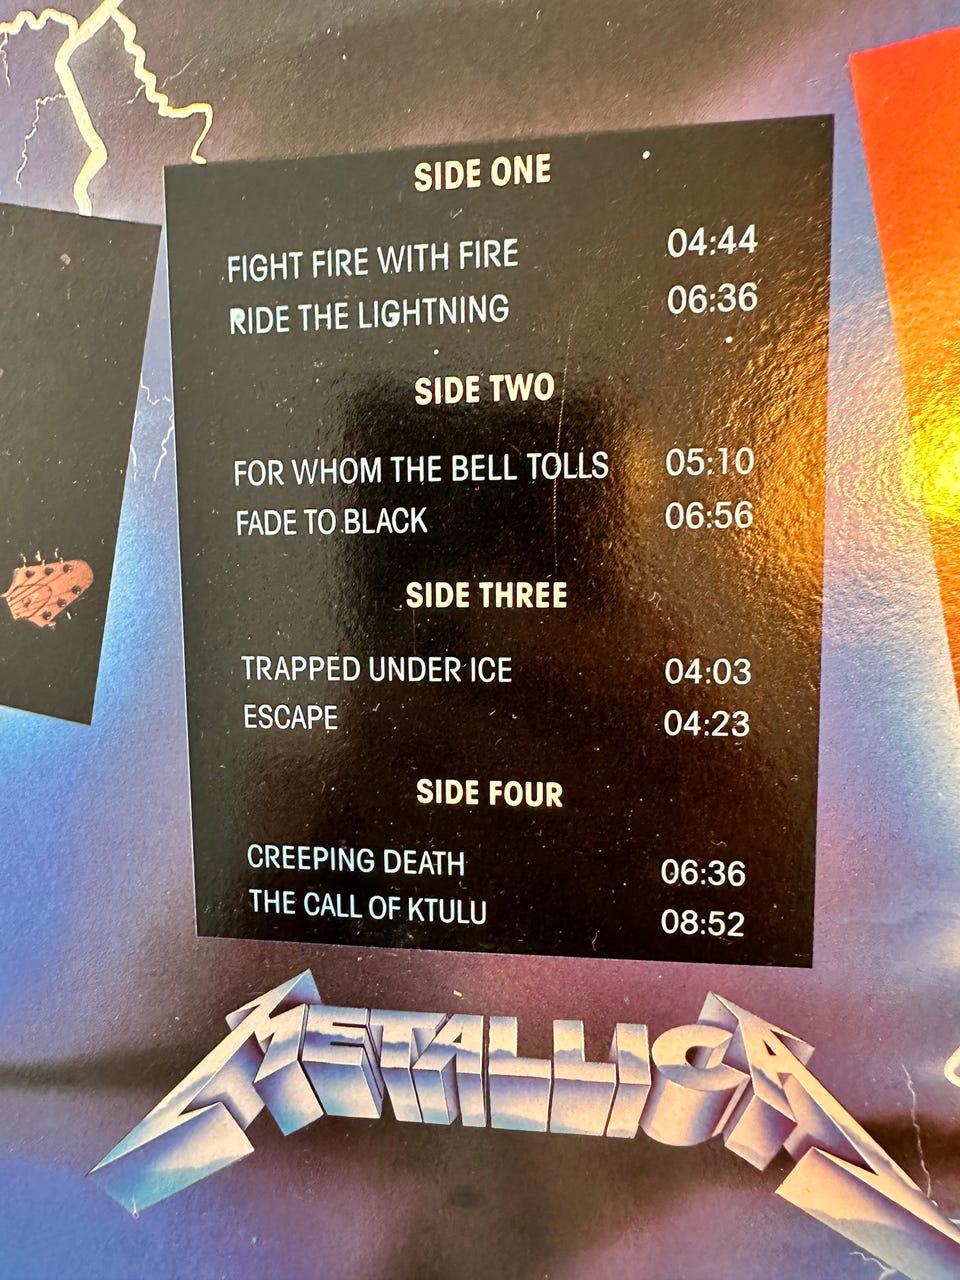 SIDE ONE
FIGHT FIRE WITH FIRE 04:44
RIDE THE LIGHTNING 06:36
SIDE TWO
FOR WHOM THE BELL TOLLS 05:10
FADE TO BLACK 06:56
SIDE THREE
TRAPPED UNDER ICE 04:03
ESCAPE 04:23
SIDE FOUR
CREEPING DEATH 06:36
THE CALL OF KTULU 08:52
METALLICA